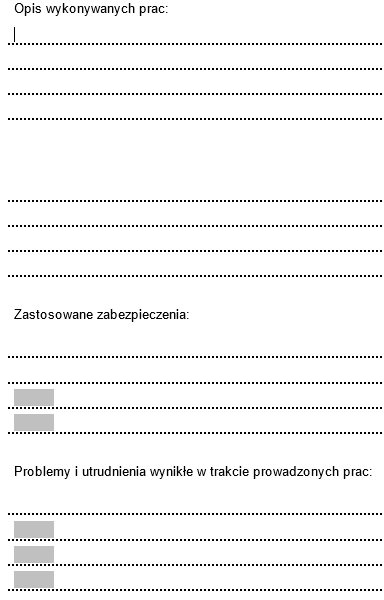 Opis wykonywanych prac:
Zastosowane zabezpieczenia:
Problemy i utrudnienia wynikłe w trakcie prowadzonych prac: